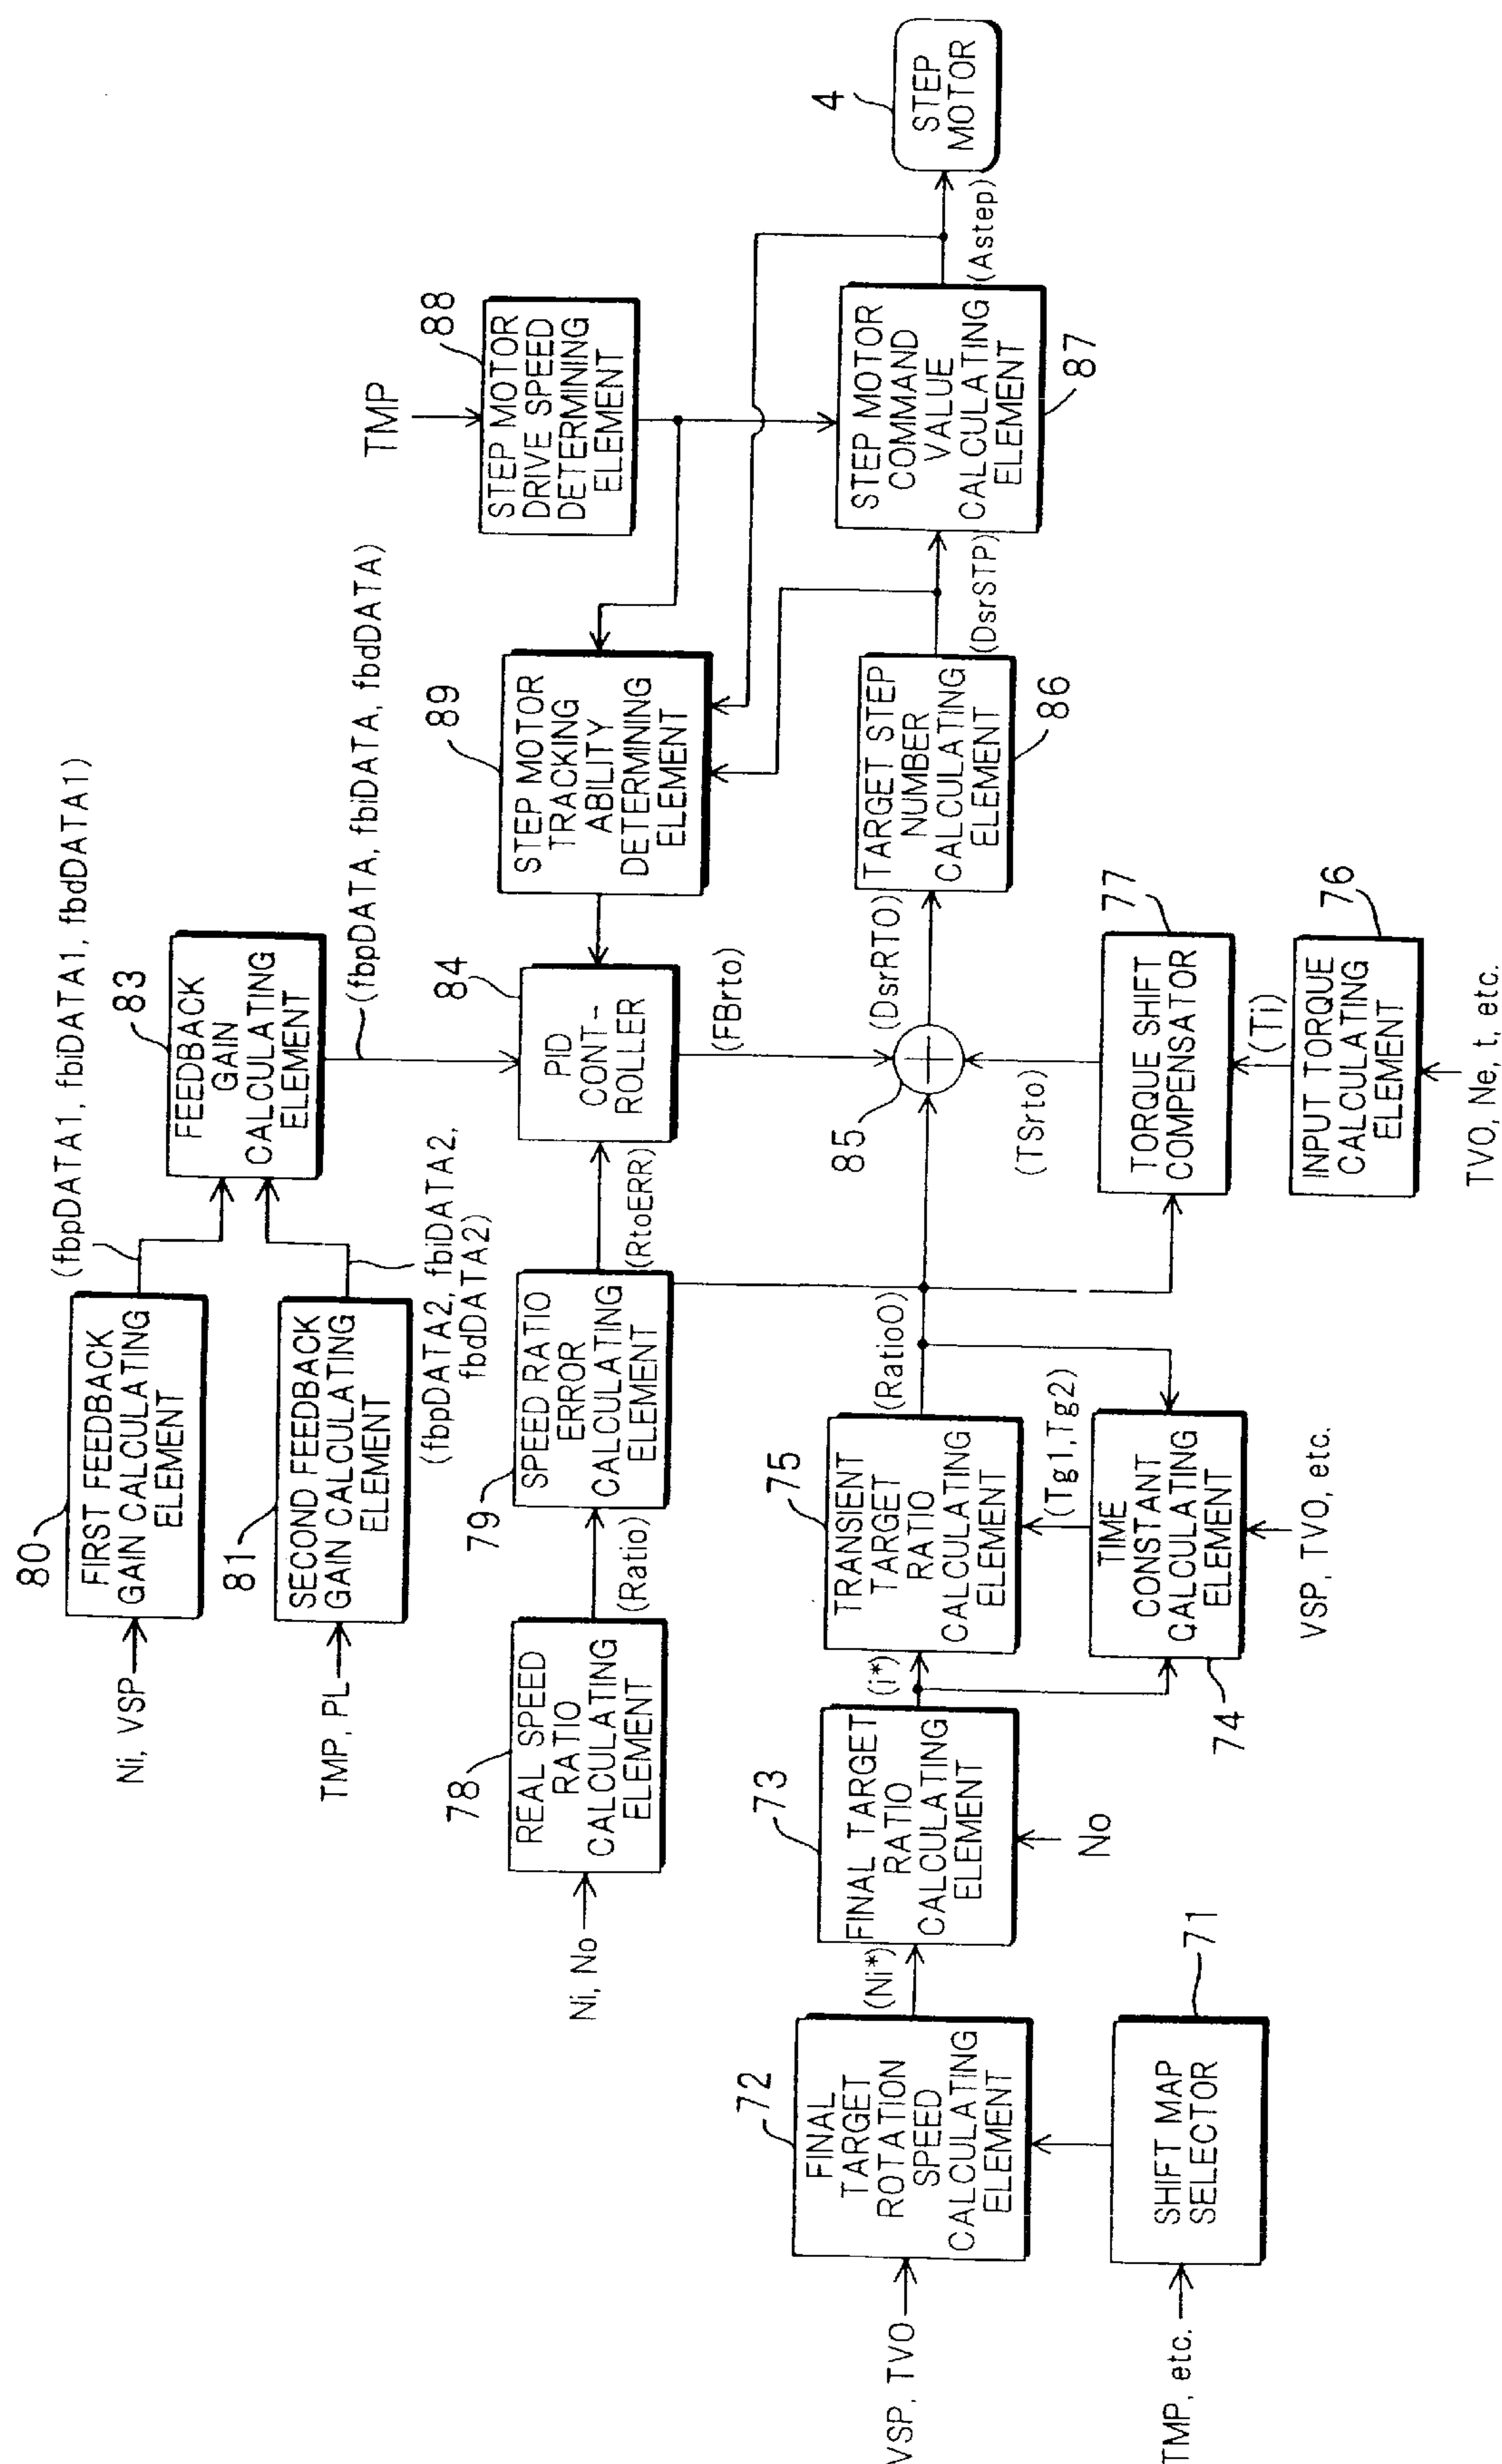 80
FIRST FEEDBACK
GAIN CALCULATING
ELEMENT
Ni, VSP
(fbpDATA1, fbiDATA1, fbdDATA1)
81
SECOND FEEDBACK
GAIN CALCULATING
ELEMENT
TMP, PL
(fbpDATA2, fbiDATA2,
fbdDATA2)
83
FEEDBACK
GAIN
CALCULATING
ELEMENT
(fbpDATA, fbiDATA, fbdDATA)
78
REAL SPEED
RATIO
CALCULATING
ELEMENT
Ni, No
(Ratio)
79
SPEED RATIO
ERROR
CALCULATING
ELEMENT
(RtoERR)
84
PID
CONT-
ROLLER
(FBrto)
89
STEP MOTOR
TRACKING
ABILITY
DETERMINING
ELEMENT
TMP
88
STEP MOTOR
DRIVE SPEED
DETERMINING
ELEMENT
VSP, TVO
72
FINAL
TARGET
ROTATION
SPEED
CALCULATING
ELEMENT
(Ni*)
TMP, etc.
71
SHIFT MAP
SELECTOR
73
FINAL TARGET
RATIO
CALCULATING
ELEMENT
No
(i*)
75
TRANSIENT
TARGET
RATIO
CALCULATING
ELEMENT
(RatioO)
(Tg1,Tg2)
74
TIME
CONSTANT
CALCULATING
ELEMENT
VSP, TVO, etc.
85
(DsrRTO)
(TSrto)
77
TORQUE SHIFT
COMPENSATOR
(Ti)
76
INPUT TORQUE
CALCULATING
ELEMENT
TVO, Ne, t, etc.
86
TARGET STEP
NUMBER
CALCULATING
ELEMENT
(DsrSTP)
87
STEP MOTOR
COMMAND
VALUE
CALCULATING
ELEMENT
(Astep)
4
STEP
MOTOR